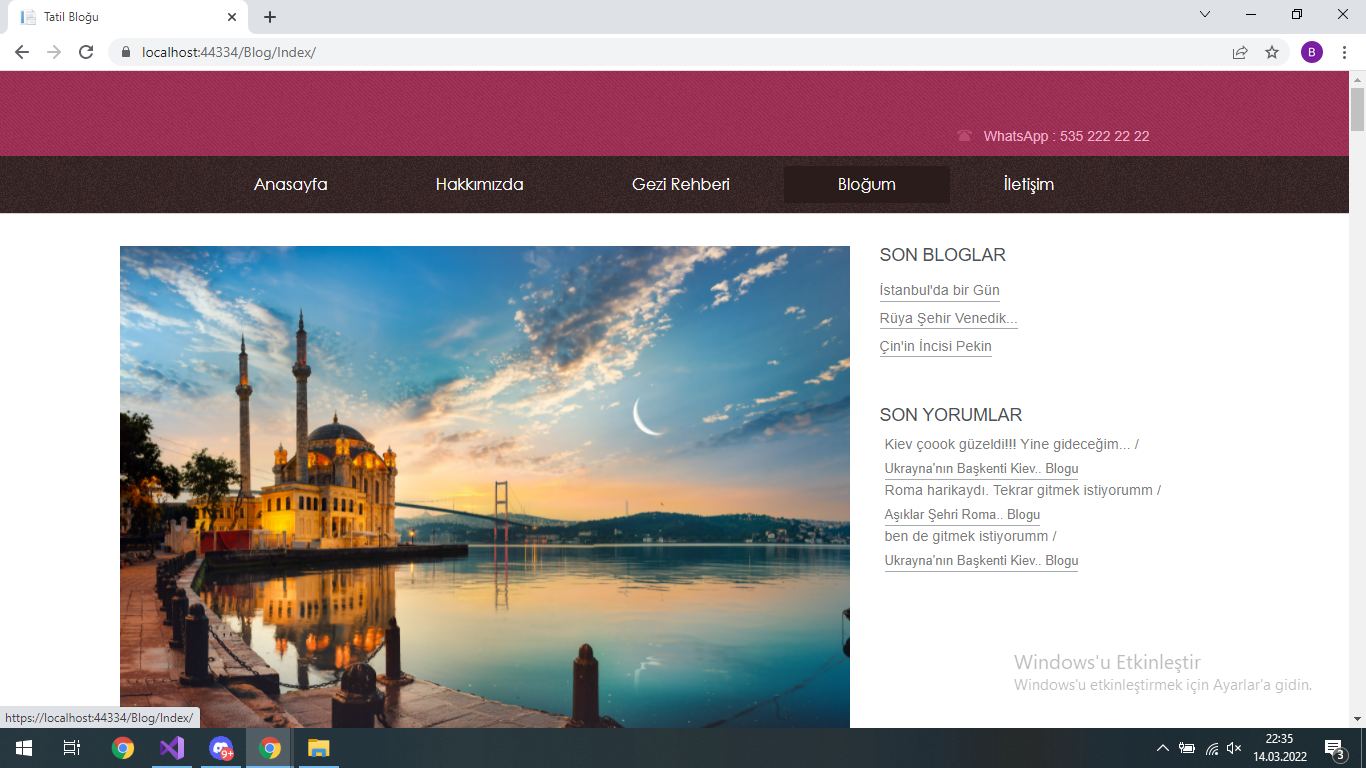 Tatil Bloğu
localhost:44334/Blog/Index/
B
WhatsApp : 535 222 22 22
Anasayfa
Hakkımızda
Gezi Rehberi
Bloğum
İletişim
SON BLOGLAR
İstanbul'da bir Gün
Rüya Şehir Venedik...
Çin'in İncisi Pekin
SON YORUMLAR
Kiev çoook güzeldi!!! Yine gideceğim... /
Ukrayna'nın Başkenti Kiev.. Blogu
Roma harikaydı. Tekrar gitmek istiyorumm /
Aşıklar Şehri Roma.. Blogu
ben de gitmek istiyorumm /
Ukrayna'nın Başkenti Kiev.. Blogu
Windows'u Etkinleştir
Windows'u etkinleştirmek için Ayarlar'a gidin.
https://localhost:44334/Blog/Index/
9+
22:35
14.03.2022
3